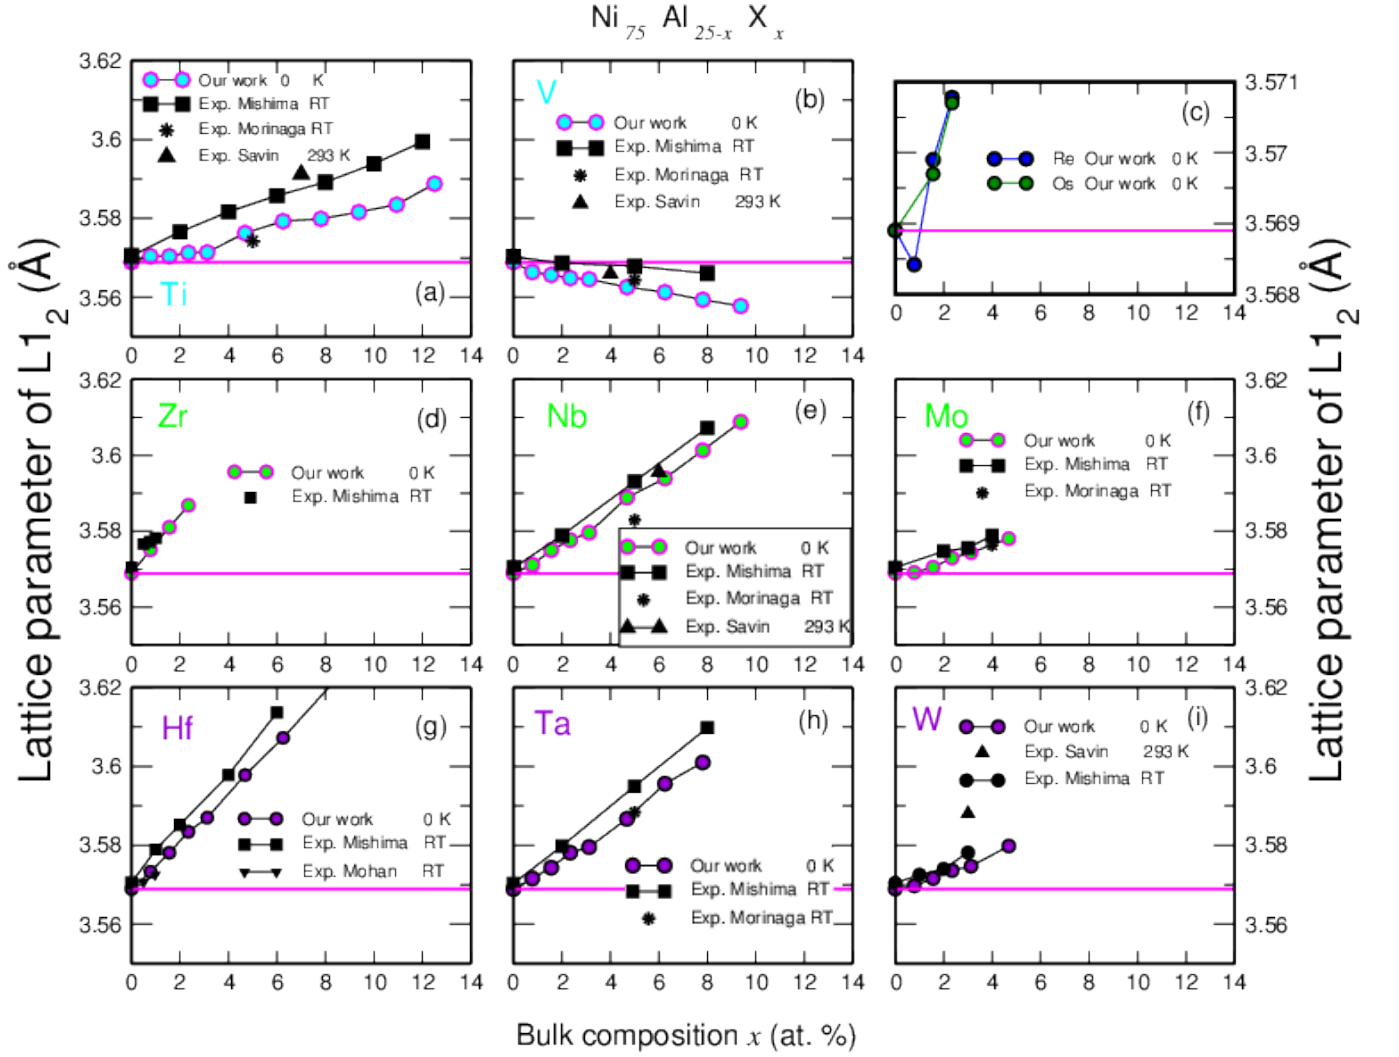 Ni 75 Al 25-x X x
Lattice parameter of L1 2 (Å)
3.62
3.6
3.58
3.56
Our work 0 K
Exp. Mishima RT
Exp. Morinaga RT
Exp. Savin 293 K
Ti
(a)
0 2 4 6 8 10 12 14
V
(b)
Our work 0 K
Exp. Mishima RT
Exp. Morinaga RT
Exp. Savin 293 K
0 2 4 6 8 10 12 14
(c)
Re Our work 0 K
Os Our work 0 K
3.571
3.57
3.569
3.568
0 2 4 6 8 10 12 14
3.62
3.6
3.58
3.56
Zr
(d)
Our work 0 K
Exp. Mishima RT
0 2 4 6 8 10 12 14
Nb
(e)
Our work 0 K
Exp. Mishima RT
Exp. Morinaga RT
Exp. Savin 293 K
0 2 4 6 8 10 12 14
Mo
(f)
Our work 0 K
Exp. Mishima RT
Exp. Morinaga RT
3.62
3.6
3.58
3.56
0 2 4 6 8 10 12 14
3.62
3.6
3.58
3.56
Hf
(g)
Our work 0 K
Exp. Mishima RT
Exp. Mohan RT
0 2 4 6 8 10 12 14
Ta
(h)
Our work 0 K
Exp. Mishima RT
Exp. Morinaga RT
0 2 4 6 8 10 12 14
W
(i)
Our work 0 K
Exp. Savin 293 K
Exp. Mishima RT
3.62
3.6
3.58
3.56
0 2 4 6 8 10 12 14
Lattice parameter of L1 2 (Å)
Bulk composition x (at. %)